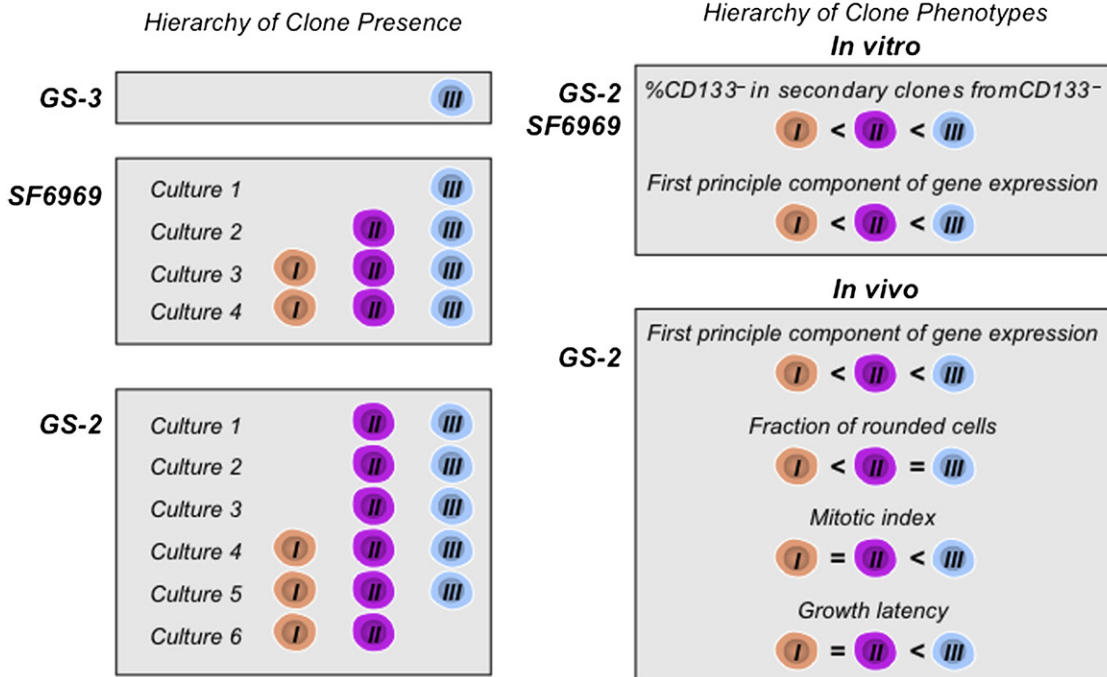 Hierarchy of Clone Presence
GS-3
III
SF6969
Culture 1
III
Culture 2
II III
Culture 3
I II III
Culture 4
I II III
GS-2
Culture 1
II III
Culture 2
II III
Culture 3
II III
Culture 4
I II III
Culture 5
I II III
Culture 6
I II
Hierarchy of Clone Phenotypes
In vitro
GS-2
SF6969
%CD133⁻ in secondary clones fromCD133⁻
I < II < III
First principle component of gene expression
I < II < III
In vivo
GS-2
First principle component of gene expression
I < II < III
Fraction of rounded cells
I < II = III
Mitotic index
I = II < III
Growth latency
I = II < III